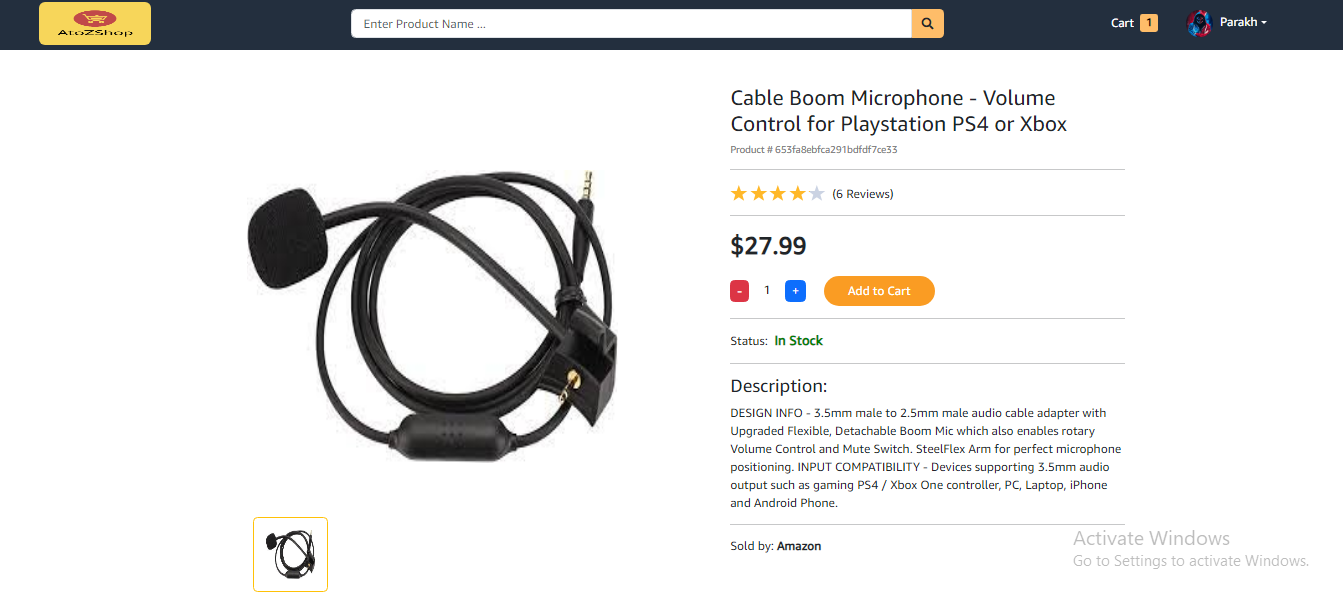 AtoZShop
Enter Product Name ...
Cart 1
Parakh
Cable Boom Microphone - Volume
Control for Playstation PS4 or Xbox
Product # 653fa8ebfca291bdfdf7ce33
(6 Reviews)
$27.99
- 1 + Add to Cart
Status: In Stock
Description:
DESIGN INFO - 3.5mm male to 2.5mm male audio cable adapter with
Upgraded Flexible, Detachable Boom Mic which also enables rotary
Volume Control and Mute Switch. SteelFlex Arm for perfect microphone
positioning. INPUT COMPATIBILITY - Devices supporting 3.5mm audio
output such as gaming PS4 / Xbox One controller, PC, Laptop, iPhone
and Android Phone.
Sold by: Amazon
Activate Windows
Go to Settings to activate Windows.